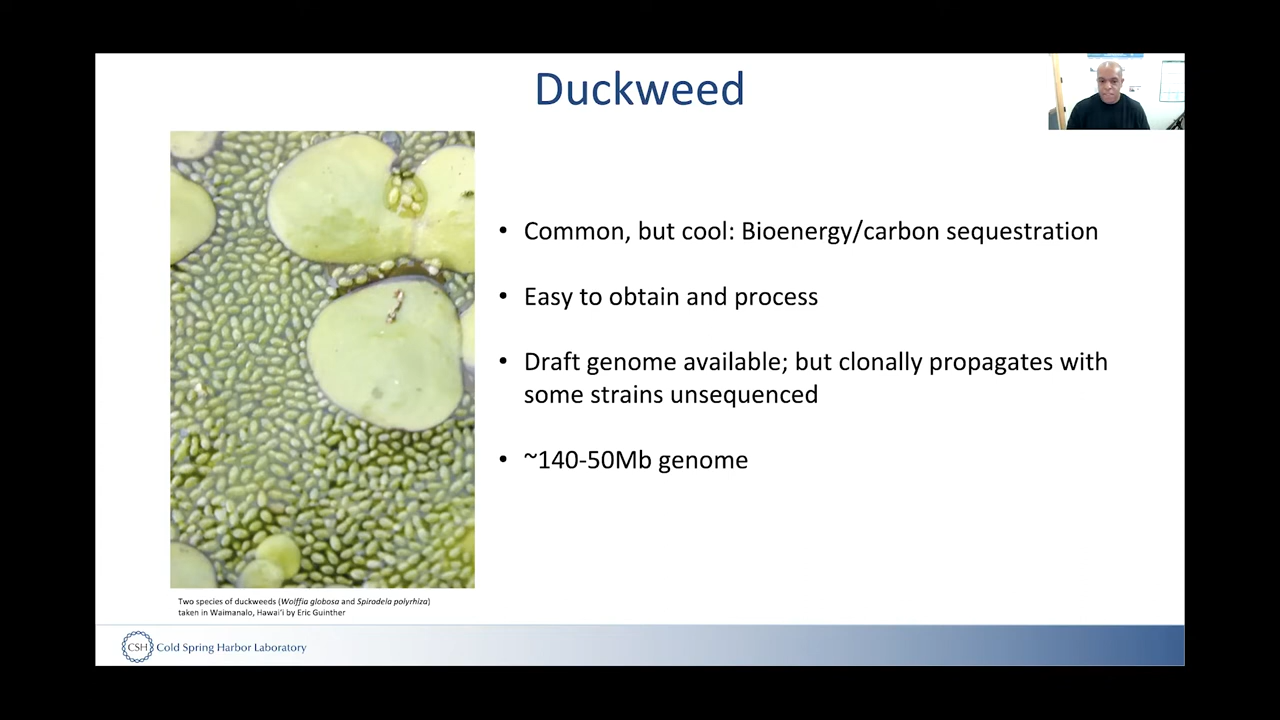 Duckweed
• Common, but cool: Bioenergy/carbon sequestration
• Easy to obtain and process
• Draft genome available; but clonally propagates with
some strains unsequenced
• ~140-50Mb genome
Two species of duckweeds (Wolffia globosa and Spirodela polyrhiza)
taken in Waimanalo, Hawai'i by Eric Guinther
CSH Cold Spring Harbor Laboratory